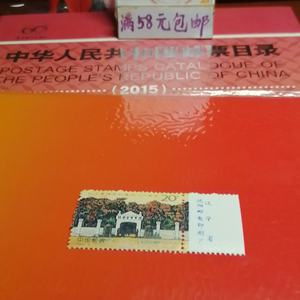 满58元包邮
中华人民共和国邮票目录
POSTAGE STAMPS CATALOGUE OF
THE PEOPLE'S REPUBLIC OF CHINA
(2015)
20
中国邮政